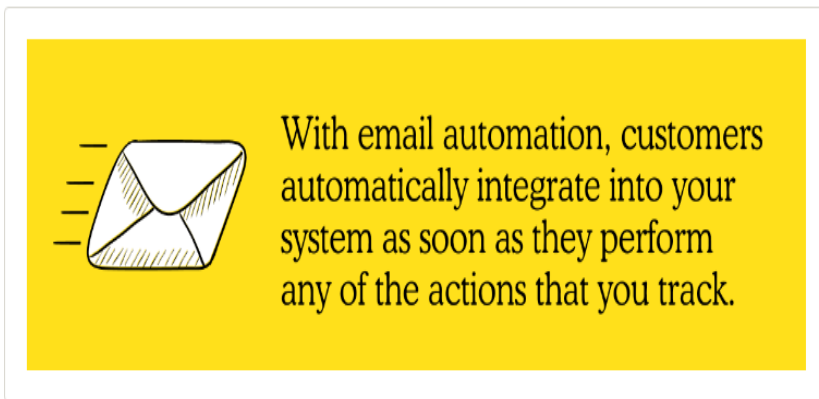 With email automation, customers
automatically integrate into your
system as soon as they perform
any of the actions that you track.